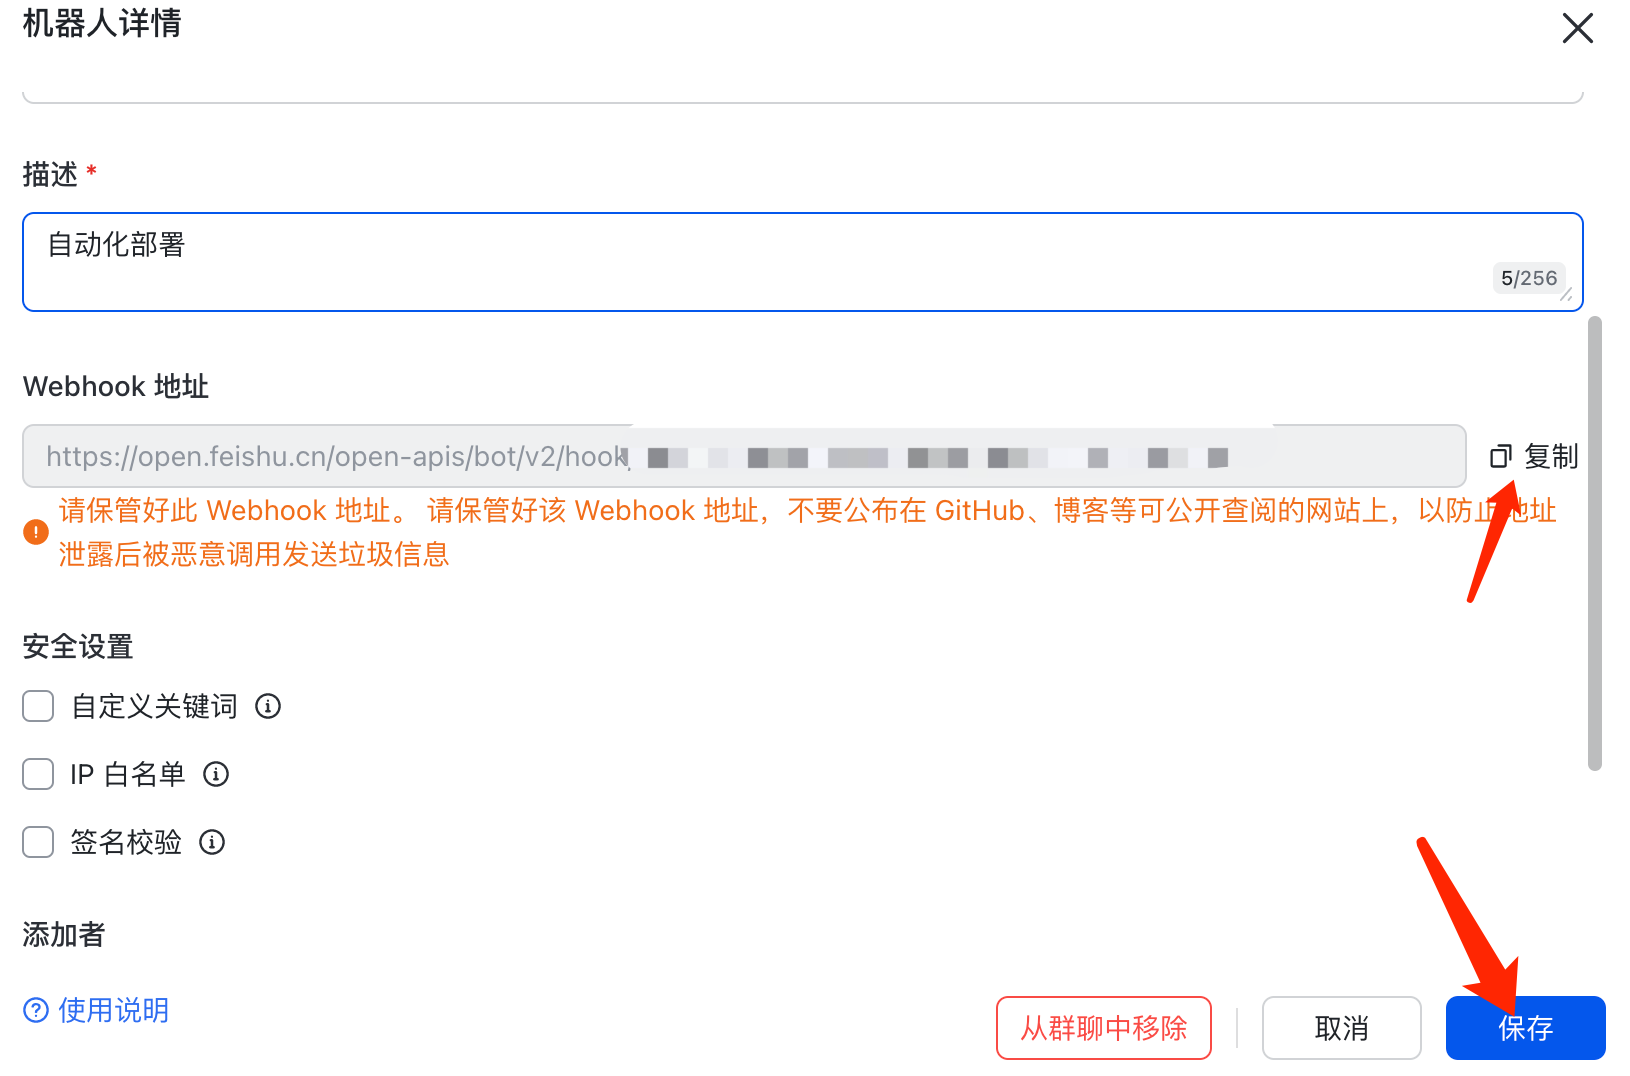 机器人详情
描述 *
自动化部署
5/256
Webhook 地址
https://open.feishu.cn/open-apis/bot/v2/hook
复制
请保管好此 Webhook 地址。 请保管好该 Webhook 地址，不要公布在 GitHub、博客等可公开查阅的网站上，以防止地址
泄露后被恶意调用发送垃圾信息
安全设置
自定义关键词
IP 白名单
签名校验
添加者
使用说明
从群聊中移除
取消
保存